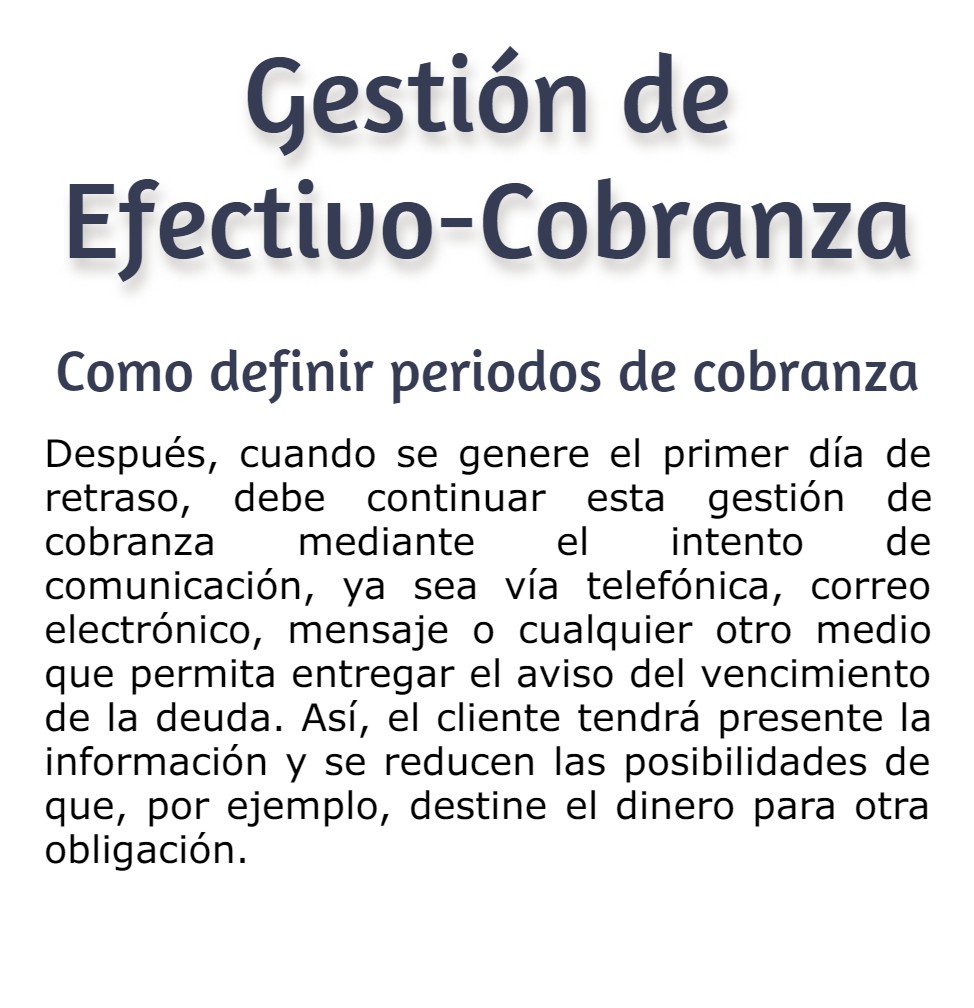 Gestión de
Efectivo-Cobranza
Como definir periodos de cobranza
Después, cuando se genere el primer día de
retraso, debe continuar esta gestión de
cobranza mediante el intento de
comunicación, ya sea vía telefónica, correo
electrónico, mensaje o cualquier otro medio
que permita entregar el aviso del vencimiento
de la deuda. Así, el cliente tendrá presente la
información y se reducen las posibilidades de
que, por ejemplo, destine el dinero para otra
obligación.